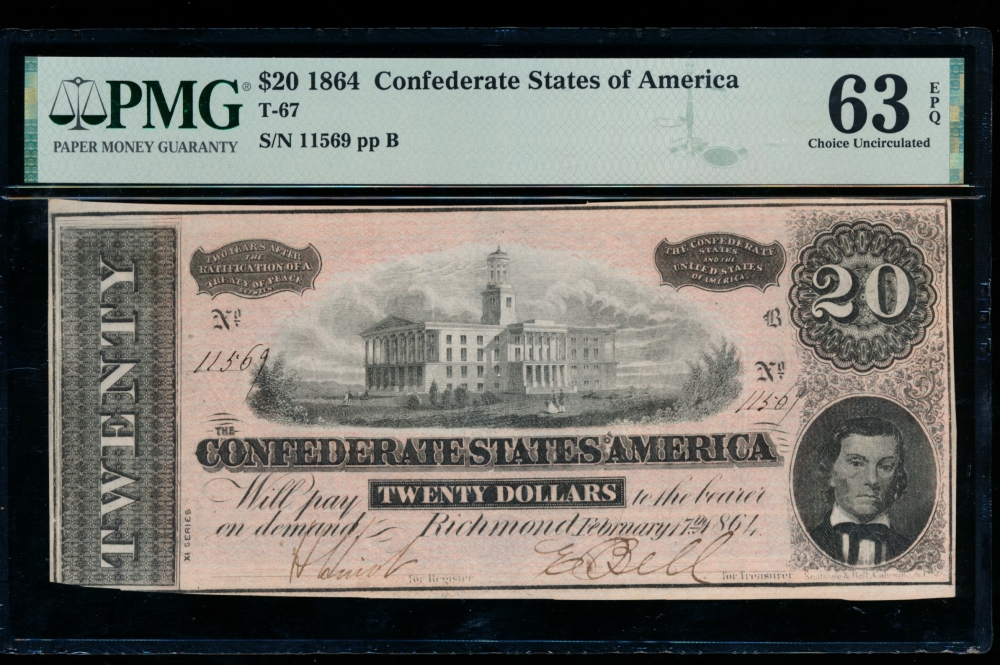 PMG®
PAPER MONEY GUARANTY
$20 1864 Confederate States of America
T-67
S/N 11569 pp B
63 EPQ
Choice Uncirculated
TWENTY
XI SERIES
TWO YEARS AFTER
THE
RATIFICATION OF A
TREATY OF PEACE
BETWEEN
THE CONFEDERATE
STATES
AND THE
UNITED STATES
OF AMERICA
20
Nº
11569
B
Nº
11569
THE
CONFEDERATE STATES OF AMERICA
Will pay TWENTY DOLLARS to the bearer
on demand Richmond February 17th 1864.
for Register
E Bell
for Treasurer